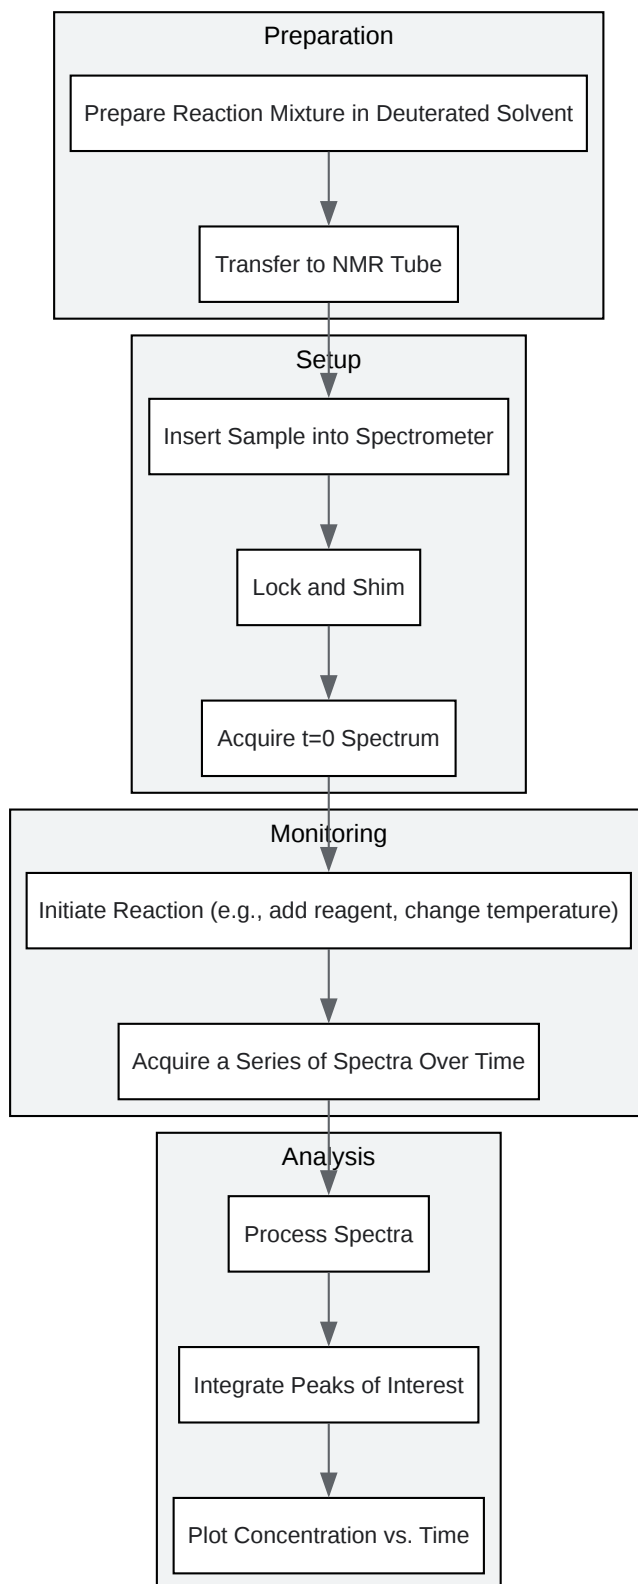 Preparation
Prepare Reaction Mixture in Deuterated Solvent
Transfer to NMR Tube
Setup
Insert Sample into Spectrometer
Lock and Shim
Acquire t=0 Spectrum
Monitoring
Initiate Reaction (e.g., add reagent, change temperature)
Acquire a Series of Spectra Over Time
Analysis
Process Spectra
Integrate Peaks of Interest
Plot Concentration vs. Time